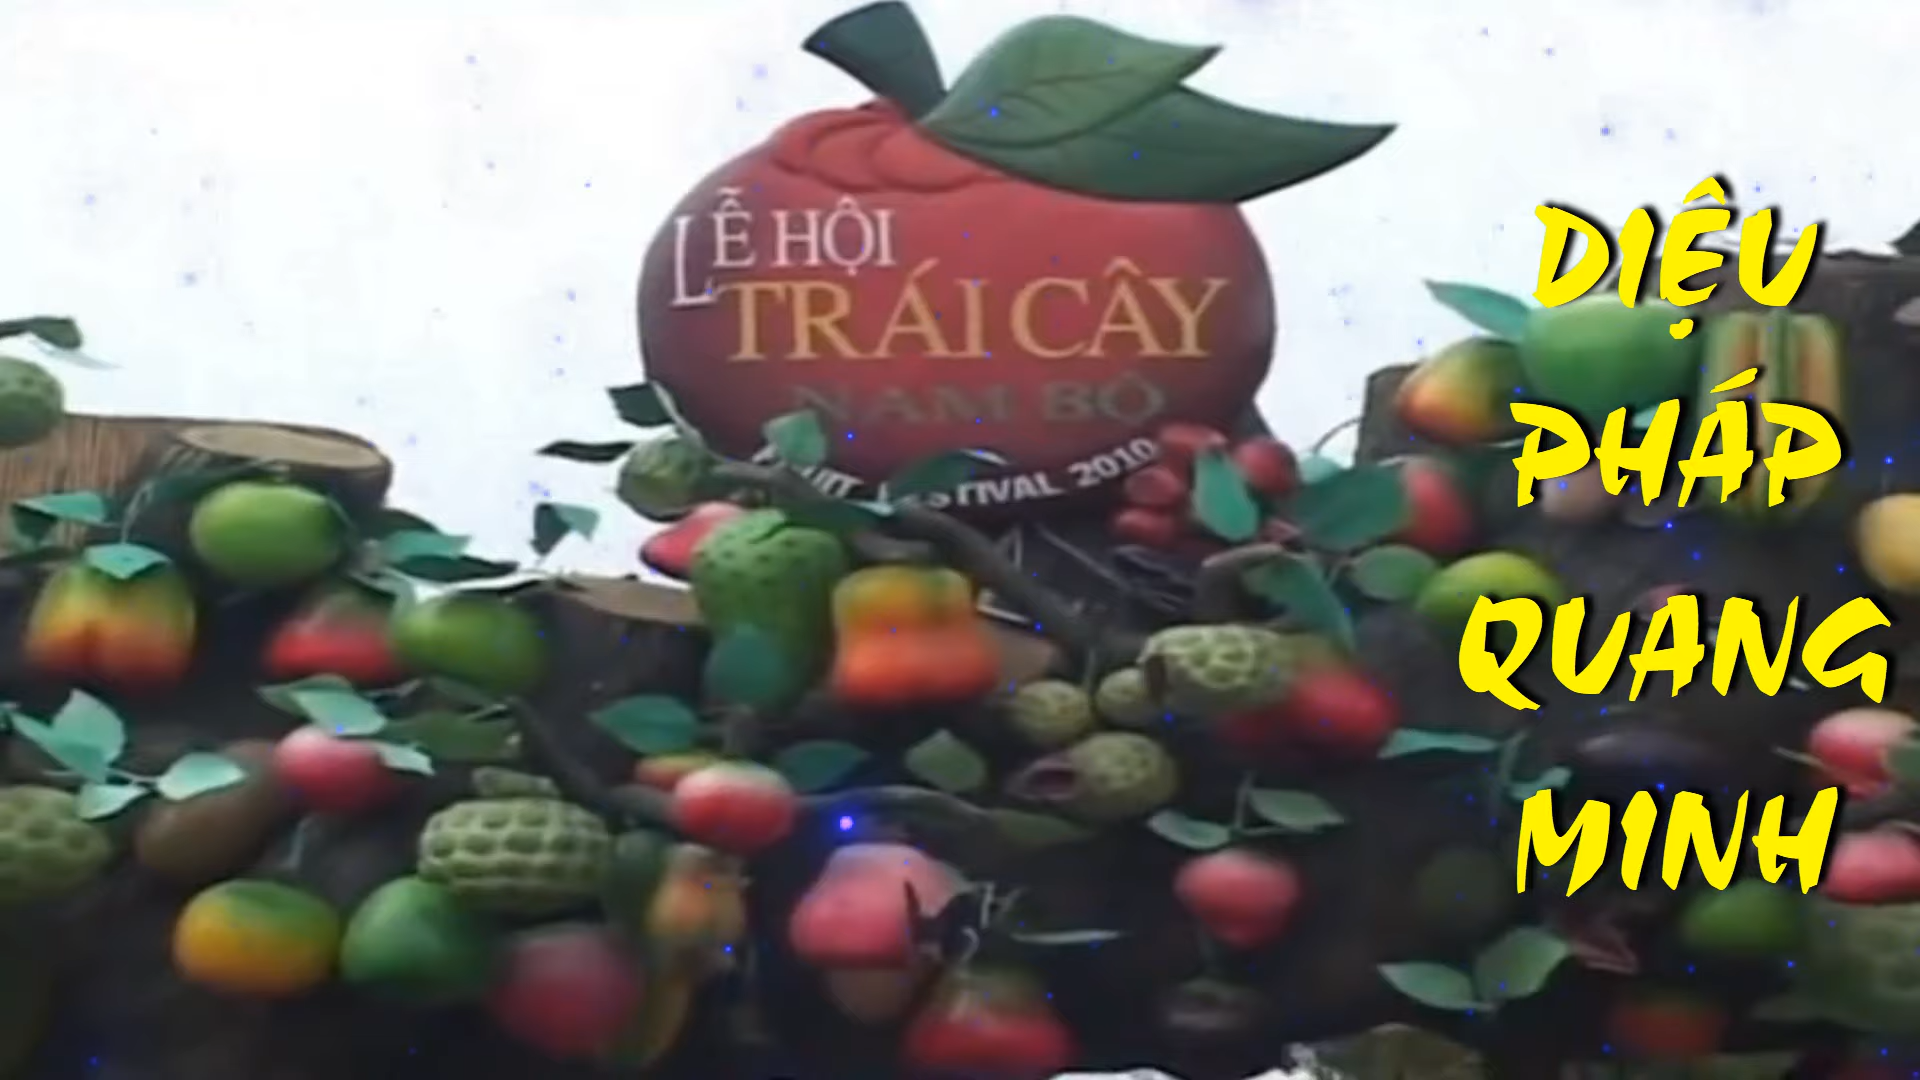 LỄ HỘI
TRÁI CÂY
NAM BỘ
FESTIVAL 2010
DIỆU
PHÁP
QUANG
MINH